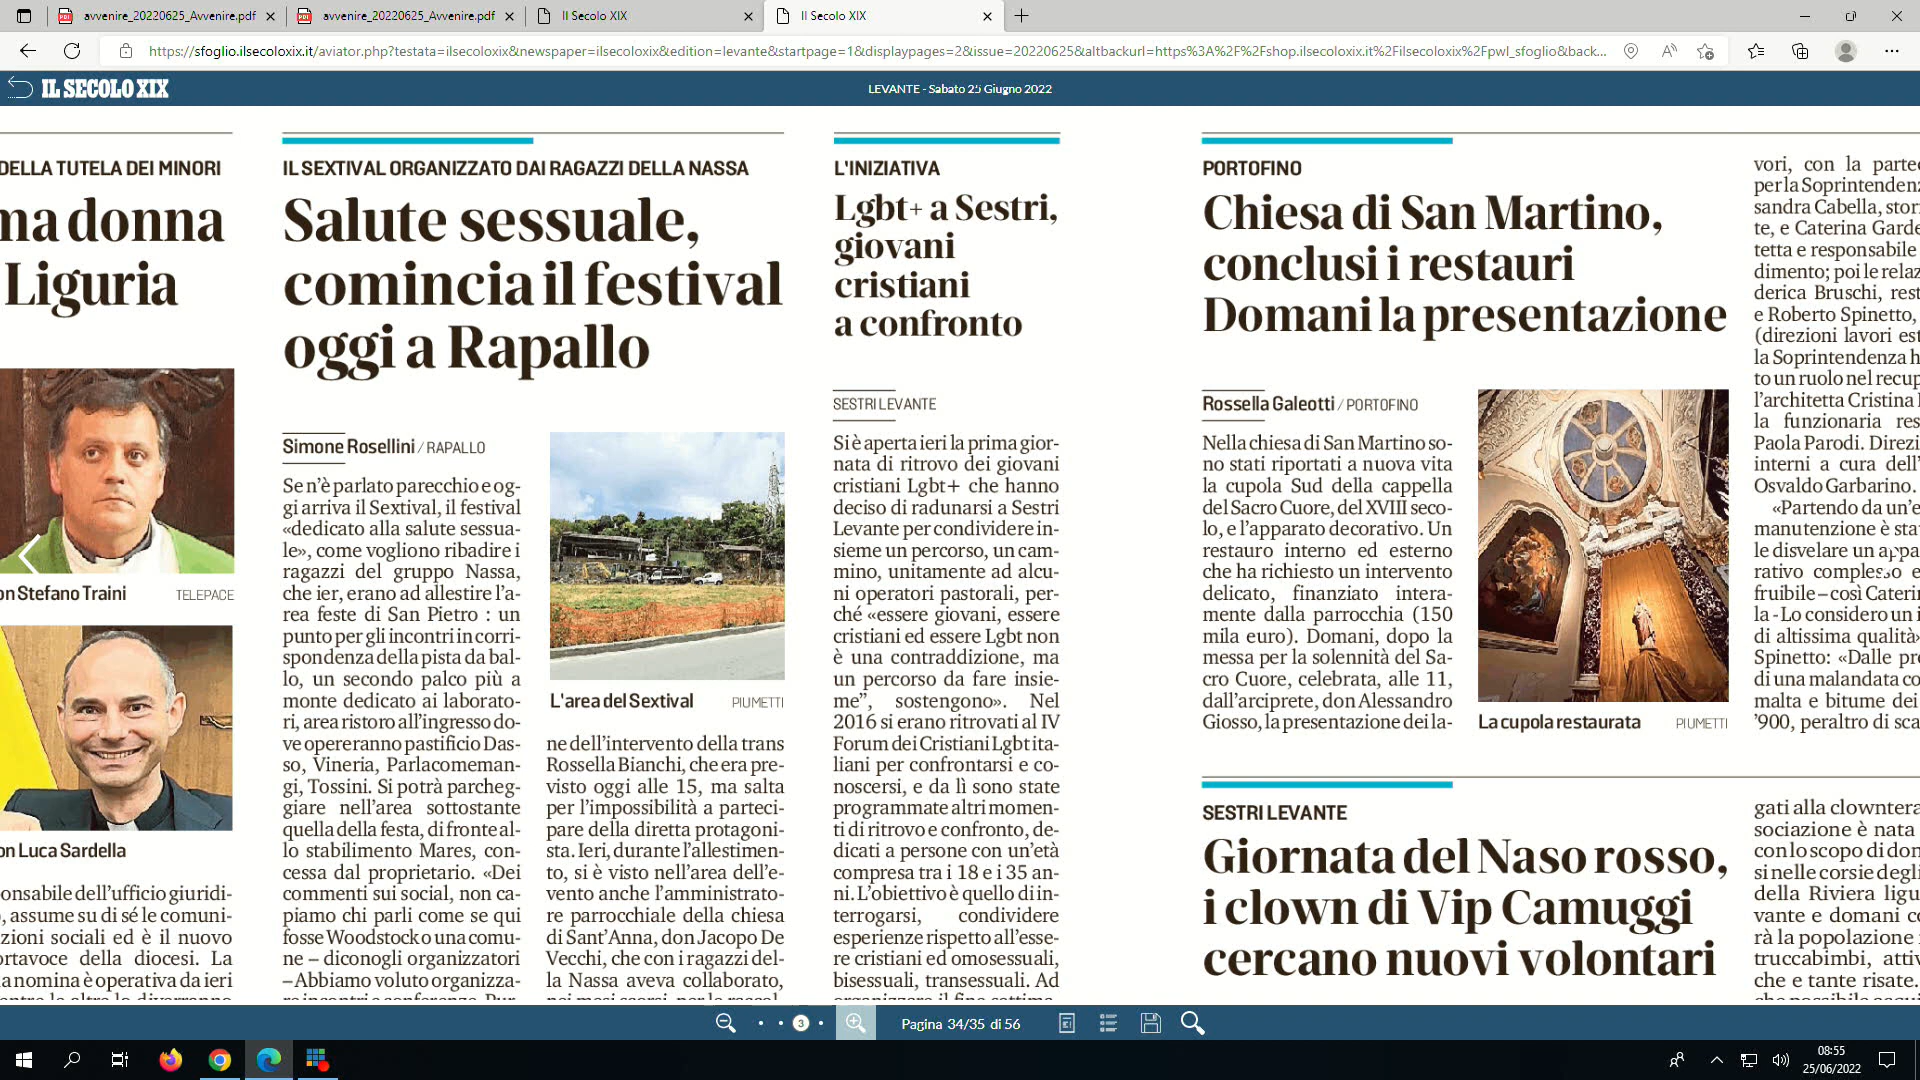 avvenire_20220625_Avvenire.pdf
avvenire_20220625_Avvenire.pdf
Il Secolo XIX
Il Secolo XIX
https://sfoglio.ilsecoloxix.it/aviator.php?testata=ilsecoloxix&newspaper=ilsecoloxix&edition=levante&startpage=1&displaypages=2&issue=20220625&altbackurl=https%3A%2F%2Fshop.ilsecoloxix.it%2Filsecoloxix%2Fpwl_sfoglio&back...
IL SECOLO XIX
LEVANTE - Sabato 25 Giugno 2022
DELLA TUTELA DEI MINORI
ma donna
Liguria
on Stefano Traini
TELEPACE
on Luca Sardella
onsabile dell'ufficio giuridi-
), assume su di sé le comuni-
zioni sociali ed è il nuovo
ortavoce della diocesi. La
a nomina è operativa da ieri
IL SEXTIVAL ORGANIZZATO DAI RAGAZZI DELLA NASSA
Salute sessuale,
comincia il festival
oggi a Rapallo
Simone Rosellini / RAPALLO
Se n'è parlato parecchio e og-
gi arriva il Sextival, il festival
«dedicato alla salute sessua-
le», come vogliono ribadire i
ragazzi del gruppo Nassa,
che ier, erano ad allestire l'a-
rea feste di San Pietro : un
punto per gli incontri in corri-
spondenza della pista da bal-
lo, un secondo palco più a
monte dedicato ai laborato-
ri, area ristoro all'ingresso do-
ve opereranno pastificio Das-
so, Vineria, Parlacomeman-
gi, Tossini. Si potrà parcheg-
giare nell'area sottostante
quella della festa, di fronte al-
lo stabilimento Mares, con-
cessa dal proprietario. «Dei
commenti sui social, non ca-
piamo chi parli come se qui
fosse Woodstock o una comu-
ne – dicono gli organizzatori
– Abbiamo voluto organizza-
re incontri e conferenze. Pur-
L'area del Sextival
PIUMETTI
ne dell'intervento della trans
Rossella Bianchi, che era pre-
visto oggi alle 15, ma salta
per l'impossibilità a parteci-
pare della diretta protagoni-
sta. Ieri, durante l'allestimen-
to, si è visto nell'area dell'e-
vento anche l'amministrato-
re parrocchiale della chiesa
di Sant'Anna, don Jacopo De
Vecchi, che con i ragazzi del-
la Nassa aveva collaborato,
nei mesi scorsi, per la raccol-
L'INIZIATIVA
Lgbt+ a Sestri,
giovani
cristiani
a confronto
SESTRI LEVANTE
Si è aperta ieri la prima gior-
nata di ritrovo dei giovani
cristiani Lgbt+ che hanno
deciso di radunarsi a Sestri
Levante per condividere in-
sieme un percorso, un cam-
mino, unitamente ad alcu-
ni operatori pastorali, per-
ché «essere giovani, essere
cristiani ed essere Lgbt non
è una contraddizione, ma
un percorso da fare insie-
me”, sostengono». Nel
2016 si erano ritrovati al IV
Forum dei Cristiani Lgbt ita-
liani per confrontarsi e co-
noscersi, e da lì sono state
programmate altri momen-
ti di ritrovo e confronto, de-
dicati a persone con un'età
compresa tra i 18 e i 35 an-
ni. L'obiettivo è quello di in-
terrogarsi, condividere
esperienze rispetto all'esse-
re cristiani ed omosessuali,
bisessuali, transessuali. Ad
organizzare il fine settima-
PORTOFINO
Chiesa di San Martino,
conclusi i restauri
Domani la presentazione
Rossella Galeotti / PORTOFINO
Nella chiesa di San Martino so-
no stati riportati a nuova vita
la cupola Sud della cappella
del Sacro Cuore, del XVIII seco-
lo, e l'apparato decorativo. Un
restauro interno ed esterno
che ha richiesto un intervento
delicato, finanziato intera-
mente dalla parrocchia (150
mila euro). Domani, dopo la
messa per la solennità del Sa-
cro Cuore, celebrata, alle 11,
dall'arciprete, don Alessandro
Giosso, la presentazione dei la-
La cupola restaurata
PIUMETTI
vori, con la parte
per la Soprintendenz
sandra Cabella, stor
te, e Caterina Garde
tetta e responsabile
dimento; poi le relaz
derica Bruschi, rest
e Roberto Spinetto,
(direzioni lavori est
la Soprintendenza h
to un ruolo nel recup
l'architetta Cristina
la funzionaria res
Paola Parodi. Direzi
interni a cura dell'
Osvaldo Garbarino.
«Partendo da un'e
manutenzione è sta
le disvelare un appa
rativo complesso e
fruibile – così Caterin
la - Lo considero un i
di altissima qualità»
Spinetto: «Dalle pr
di una malandata co
malta e bitume dei
'900, peraltro di sca
SESTRI LEVANTE
Giornata del Naso rosso,
i clown di Vip Camuggi
cercano nuovi volontari
gati alla clowntera
sociazione è nata
con lo scopo di don
si nelle corsie degli
della Riviera ligu
vante e domani co
rà la popolazione
truccabimbi, attiv
che e tante risate.
3
Pagina 34/35 di 56
08:55
25/06/2022